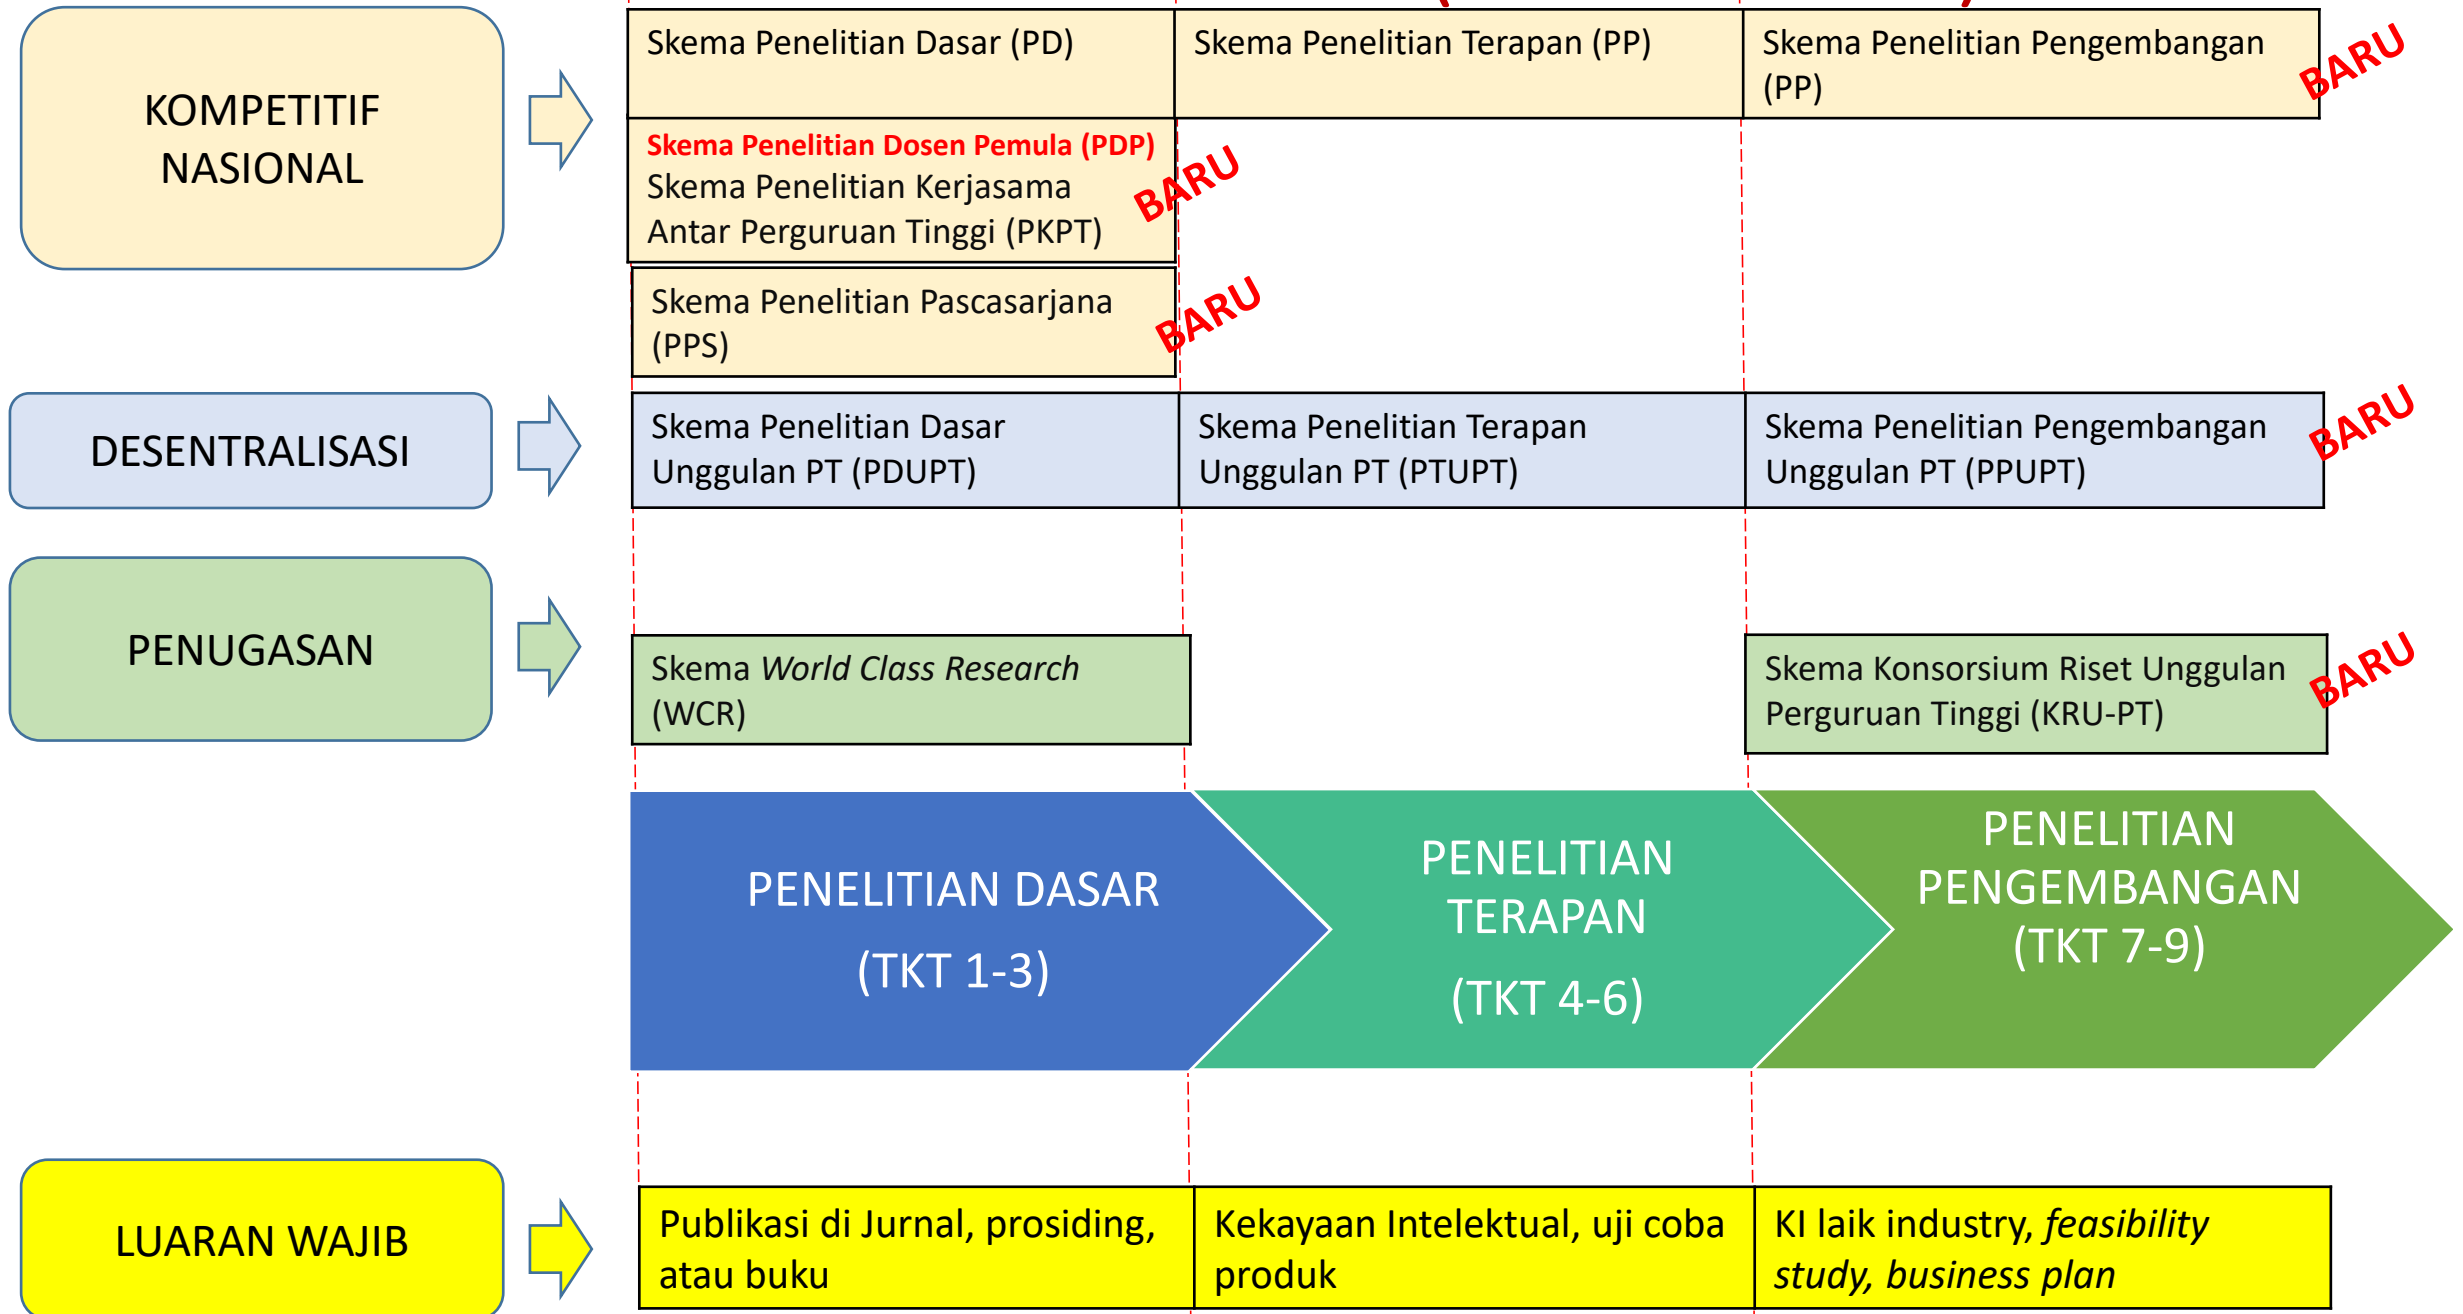 KOMPETITIF
NASIONAL
Skema Penelitian Dasar (PD)
Skema Penelitian Terapan (PP)
Skema Penelitian Pengembangan
(PP)
BARU
Skema Penelitian Dosen Pemula (PDP)
Skema Penelitian Kerjasama
Antar Perguruan Tinggi (PKPT)
BARU
Skema Penelitian Pascasarjana
(PPS)
BARU
DESENTRALISASI
Skema Penelitian Dasar
Unggulan PT (PDUPT)
Skema Penelitian Terapan
Unggulan PT (PTUPT)
Skema Penelitian Pengembangan
Unggulan PT (PPUPT)
BARU
PENUGASAN
Skema World Class Research
(WCR)
Skema Konsorsium Riset Unggulan
Perguruan Tinggi (KRU-PT)
BARU
PENELITIAN DASAR
(TKT 1-3)
PENELITIAN
TERAPAN
(TKT 4-6)
PENELITIAN
PENGEMBANGAN
(TKT 7-9)
LUARAN WAJIB
Publikasi di Jurnal, prosiding,
atau buku
Kekayaan Intelektual, uji coba
produk
KI laik industry, feasibility
study, business plan